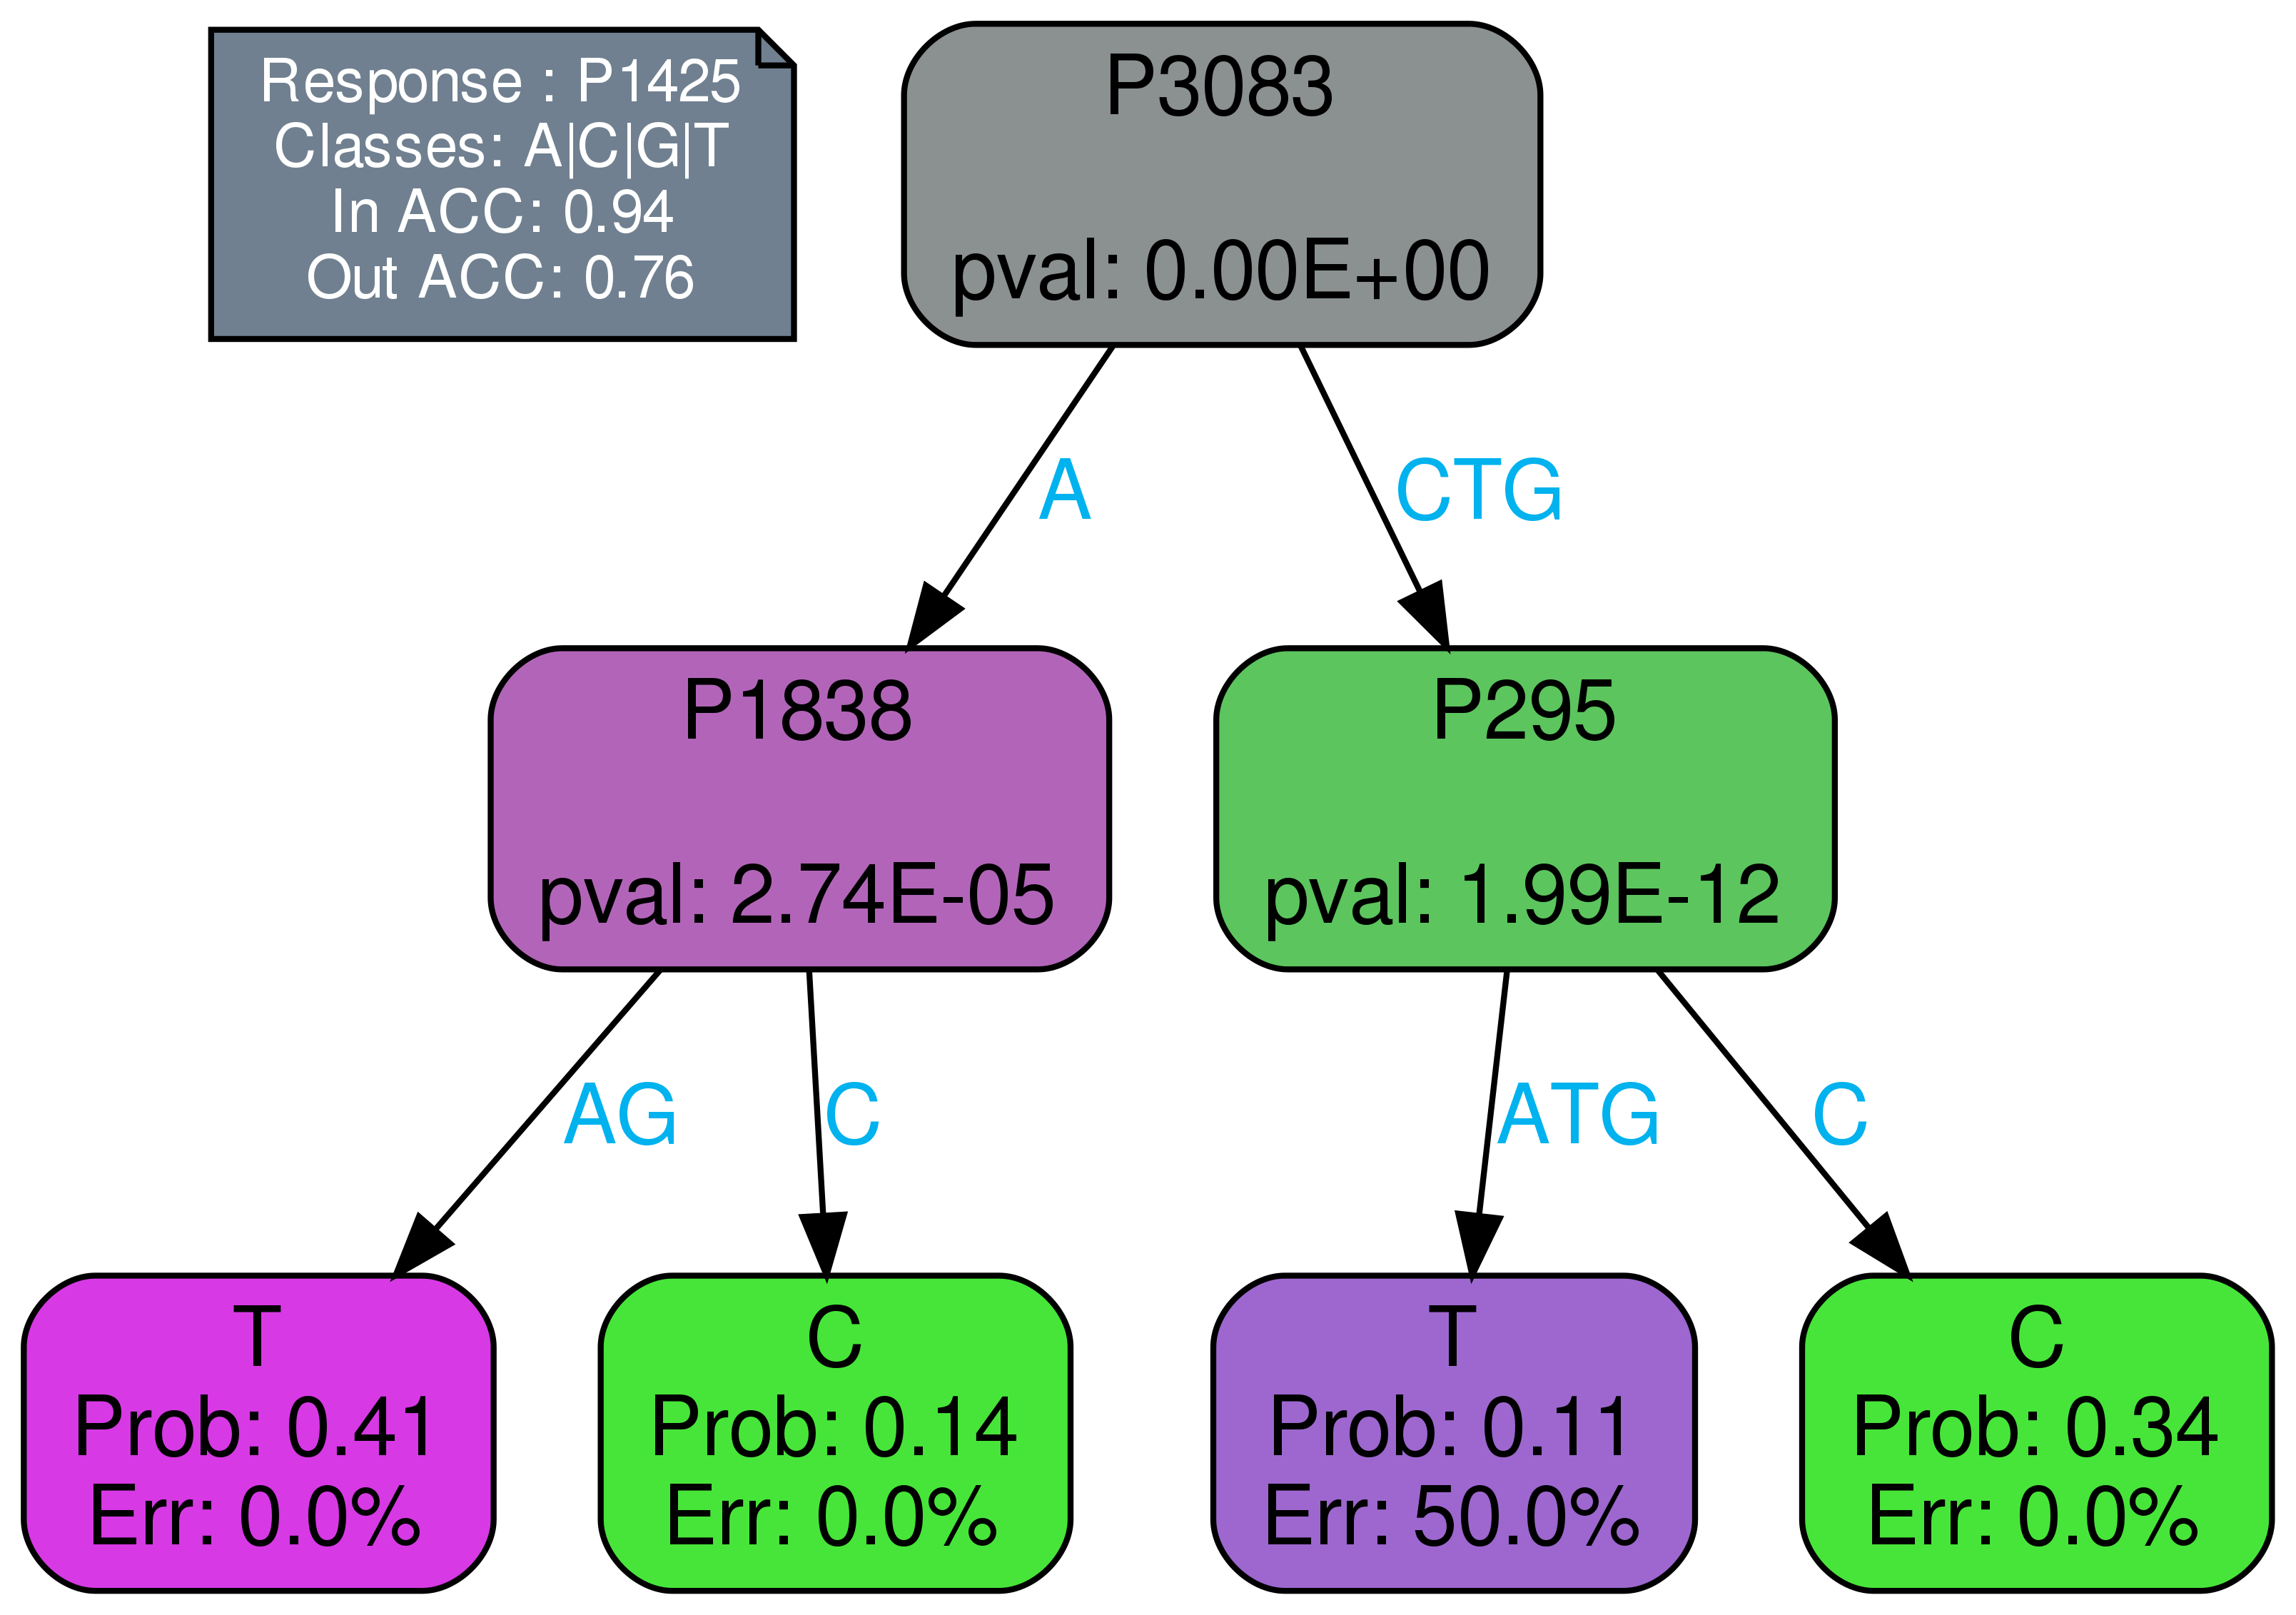 Response : P1425
Classes: A|C|G|T
In ACC: 0.94
Out ACC: 0.76
P3083
pval: 0.00E+00
A
CTG
P1838
pval: 2.74E-05
P295
pval: 1.99E-12
AG
C
ATG
C
T
Prob: 0.41
Err: 0.0%
C
Prob: 0.14
Err: 0.0%
T
Prob: 0.11
Err: 50.0%
C
Prob: 0.34
Err: 0.0%